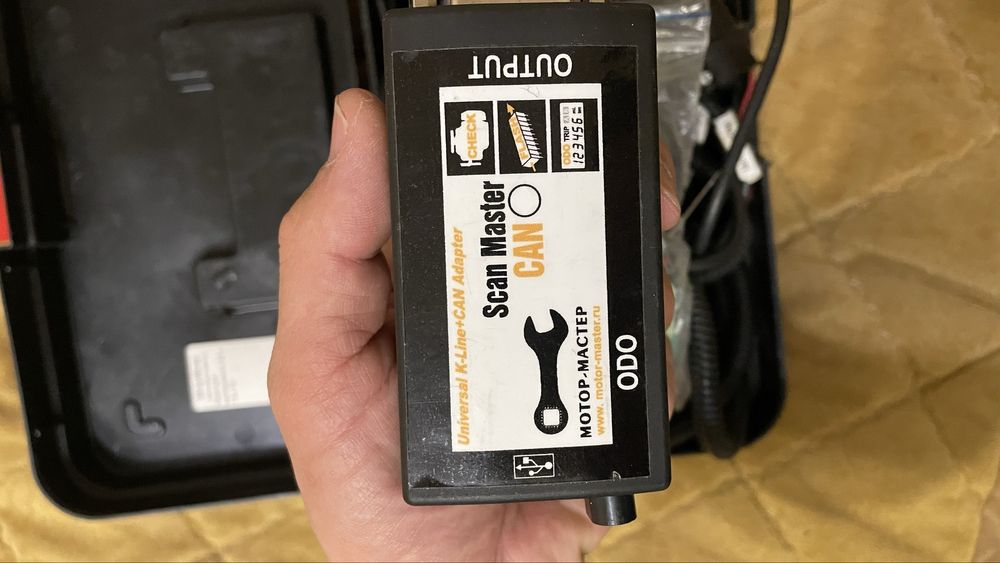 OUTPUT
CHECK
FLASH
ODO TRIP
123456
Universal K-Line+CAN Adapter
Scan Master
CAN
МОТОР-МАСТЕР
www. motor-master.ru
ODO